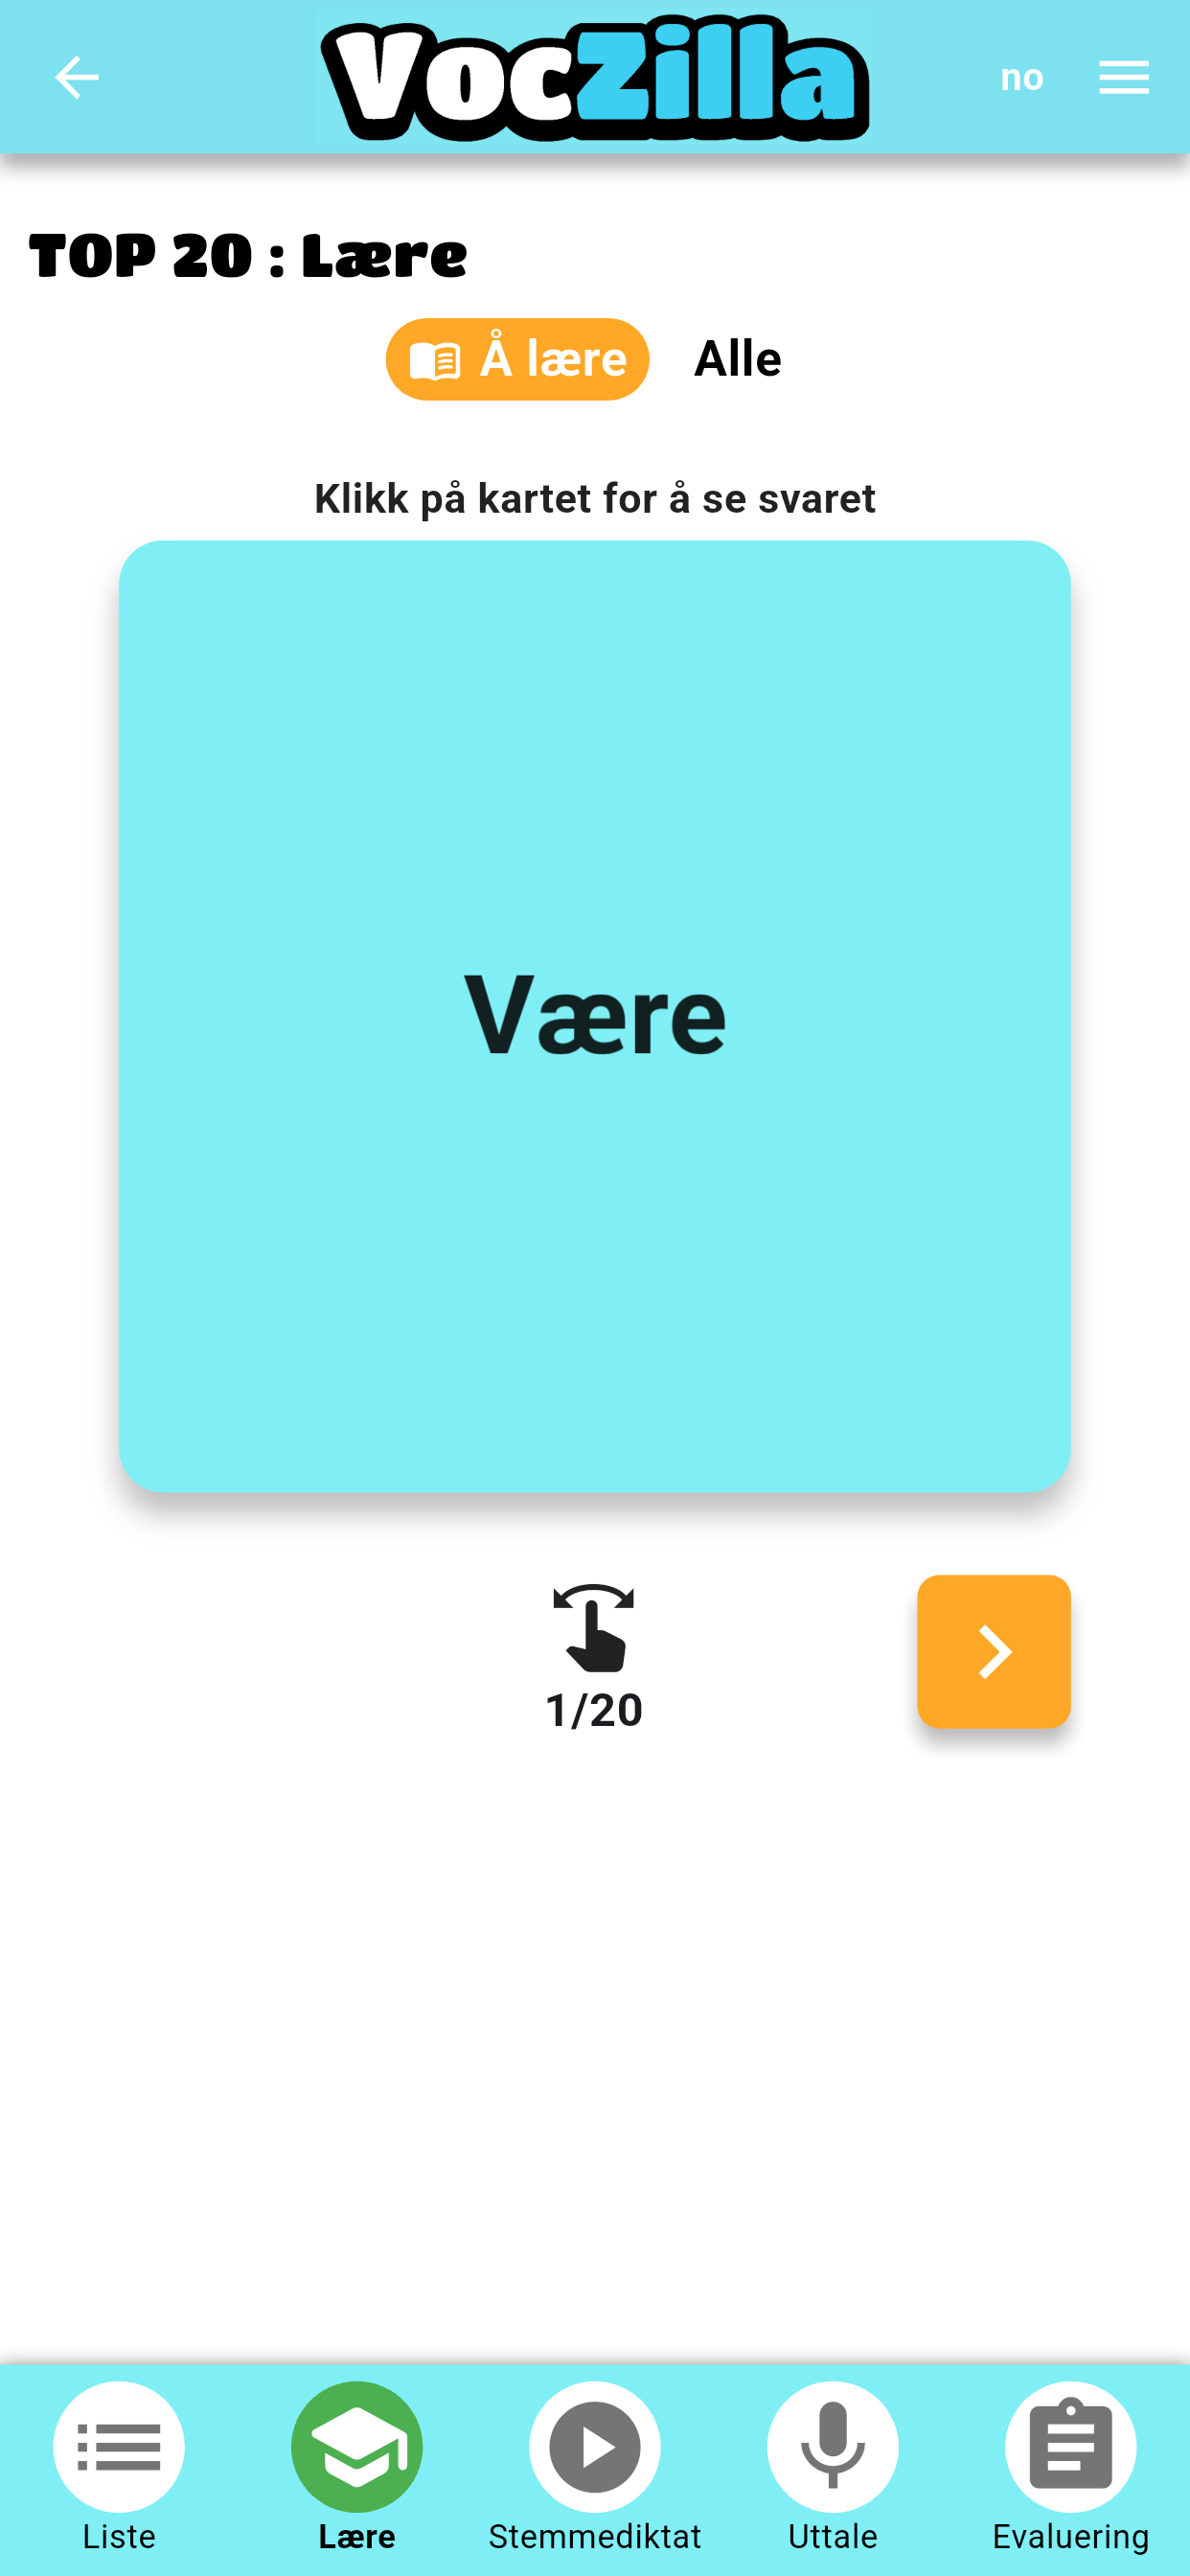 VocZilla
no
TOP 20 : Lære
Å lære
Alle
Klikk på kartet for å se svaret
Være
1/20
Liste
Lære
Stemmediktat
Uttale
Evaluering